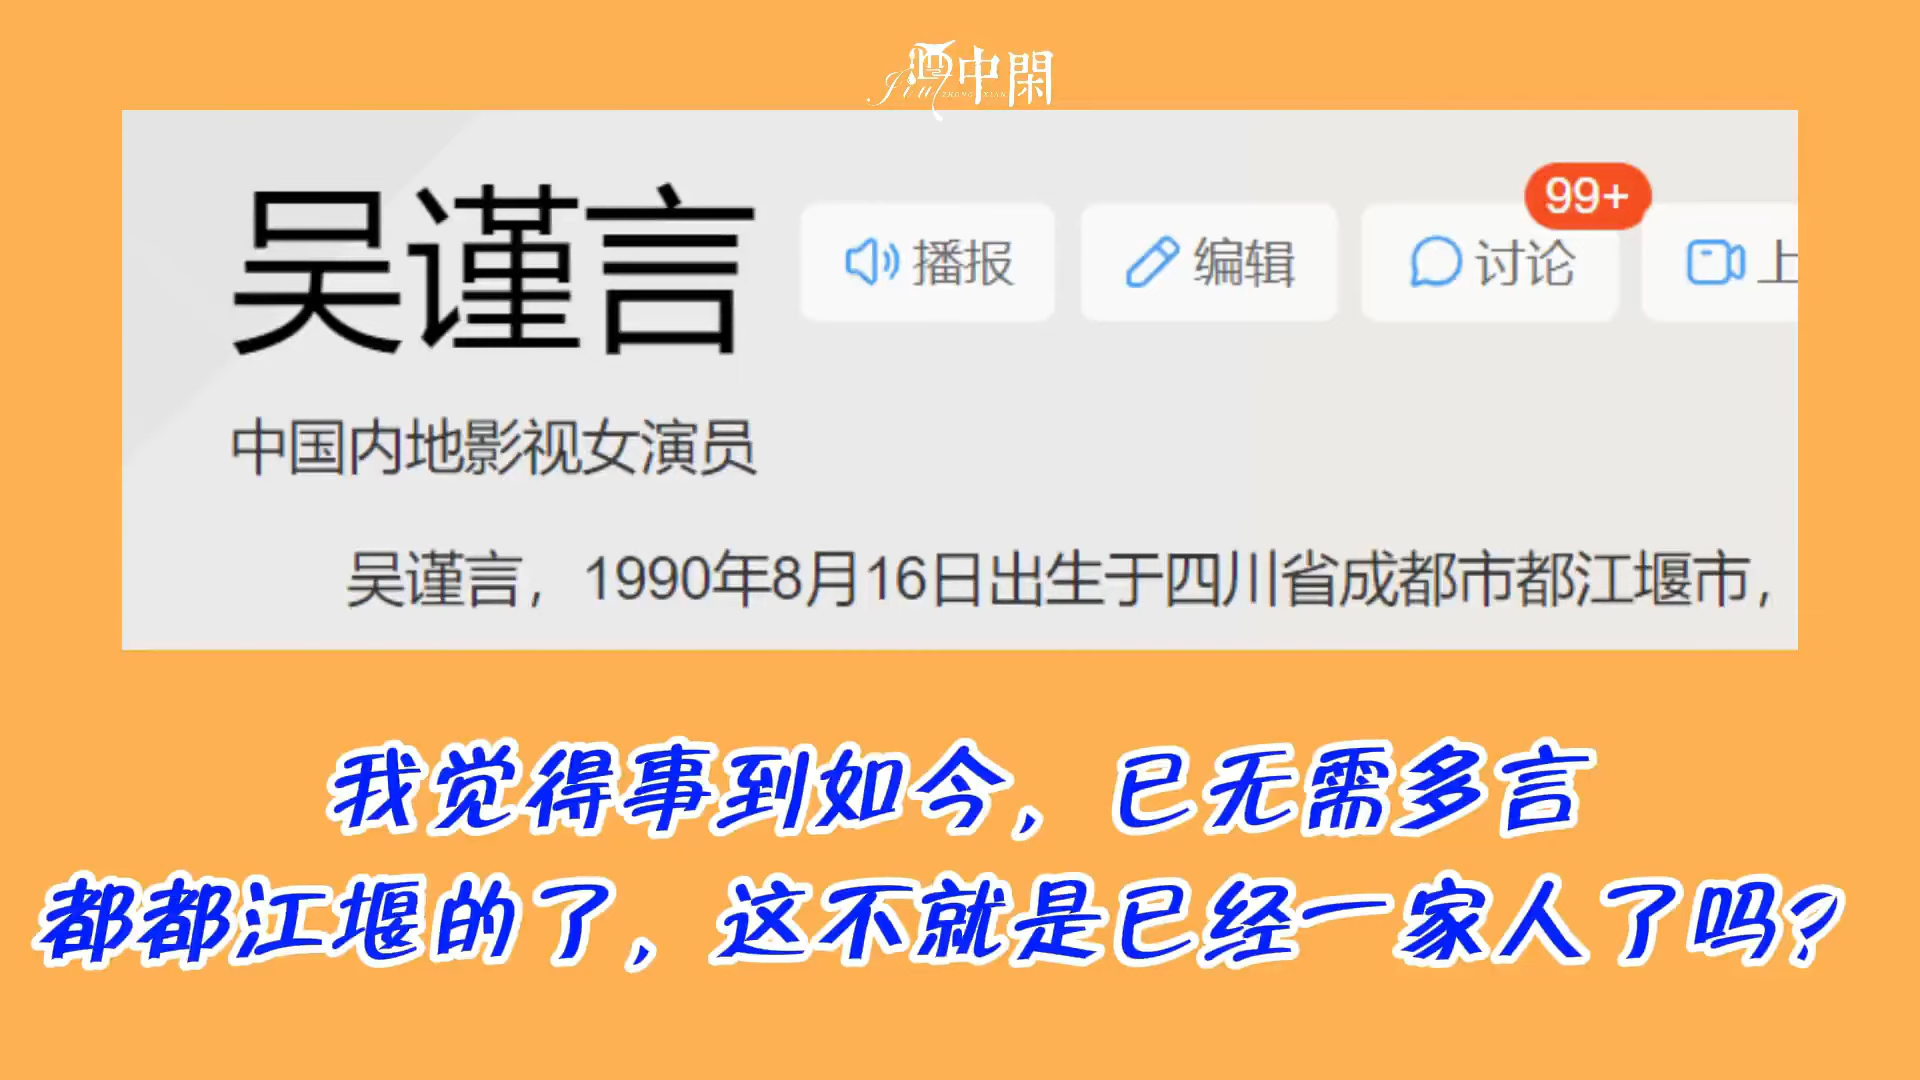 酒中閑
Jiu
ZHONG XIAN
吴谨言
播报
编辑
讨论
99+
上
中国内地影视女演员
吴谨言，1990年8月16日出生于四川省成都市都江堰市，
我觉得事到如今，已无需多言
都都江堰的了，这不就是已经一家人了吗？